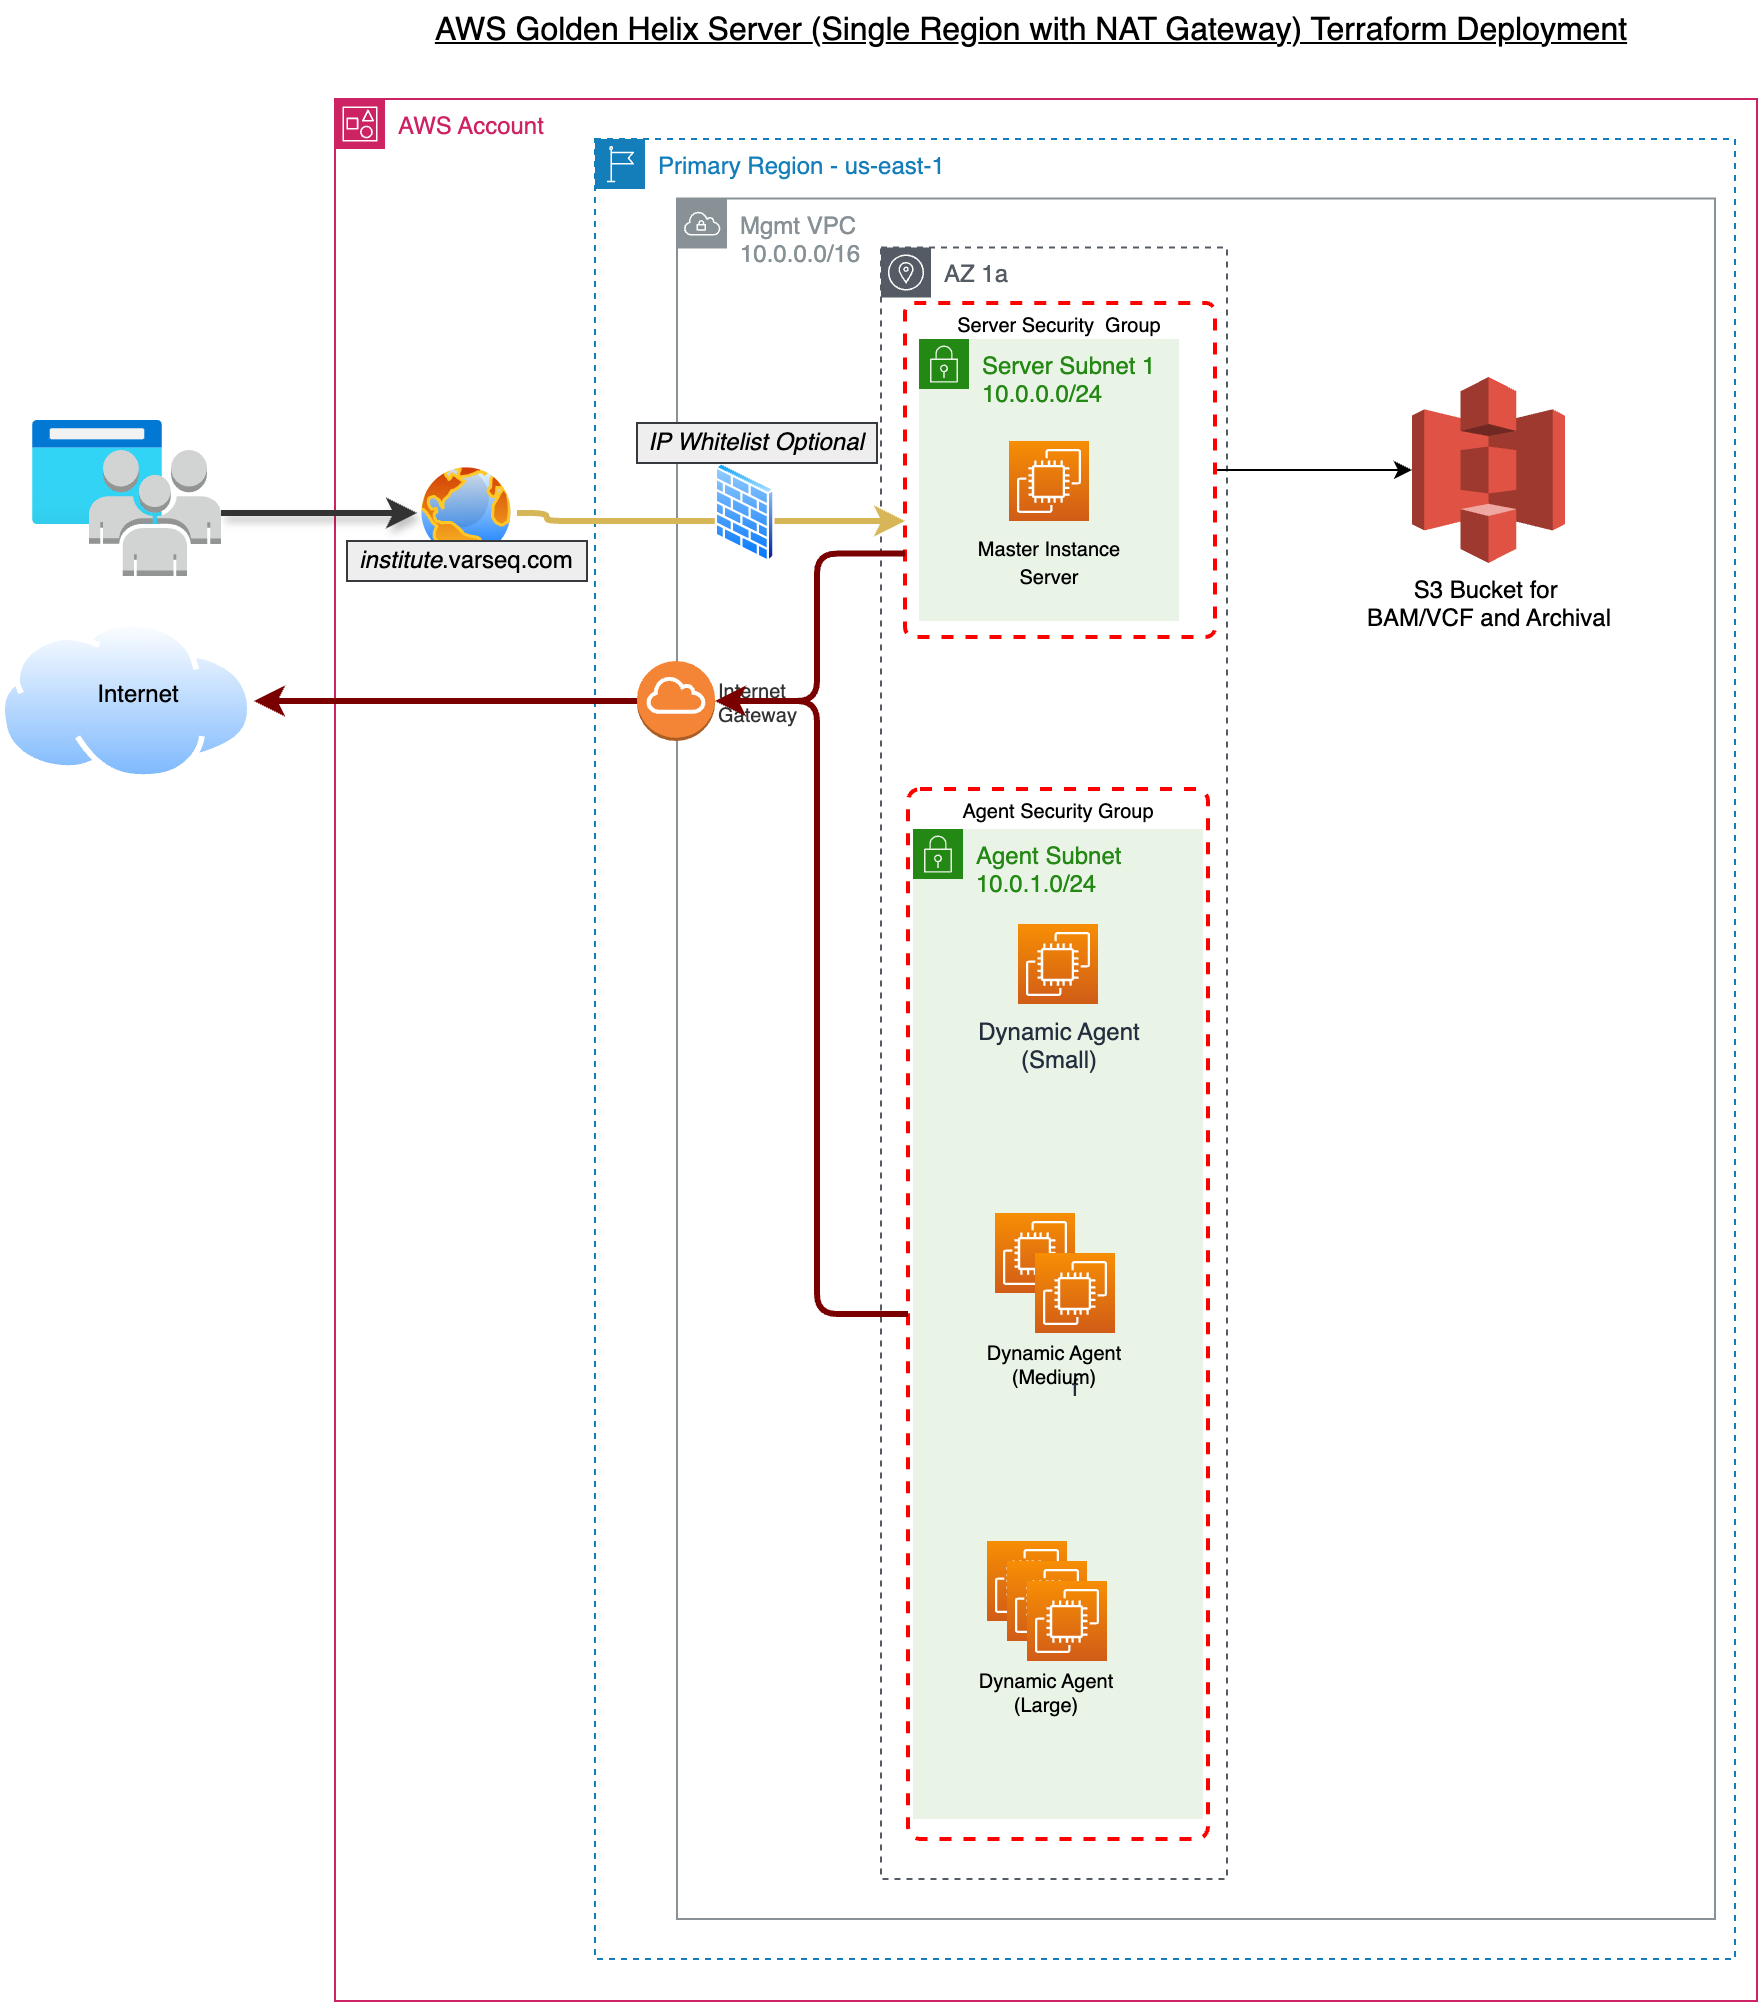 AWS Golden Helix Server (Single Region with NAT Gateway) Terraform Deployment
AWS Account
Primary Region - us-east-1
Mgmt VPC
10.0.0.0/16
AZ 1a
Server Security  Group
Server Subnet 1
10.0.0.0/24
IP Whitelist Optional
Master Instance
Server
institute.varseq.com
S3 Bucket for
BAM/VCF and Archival
Internet
Internet
Gateway
Agent Security Group
Agent Subnet
10.0.1.0/24
Dynamic Agent
(Small)
Dynamic Agent
(Medium)
f
Dynamic Agent
(Large)